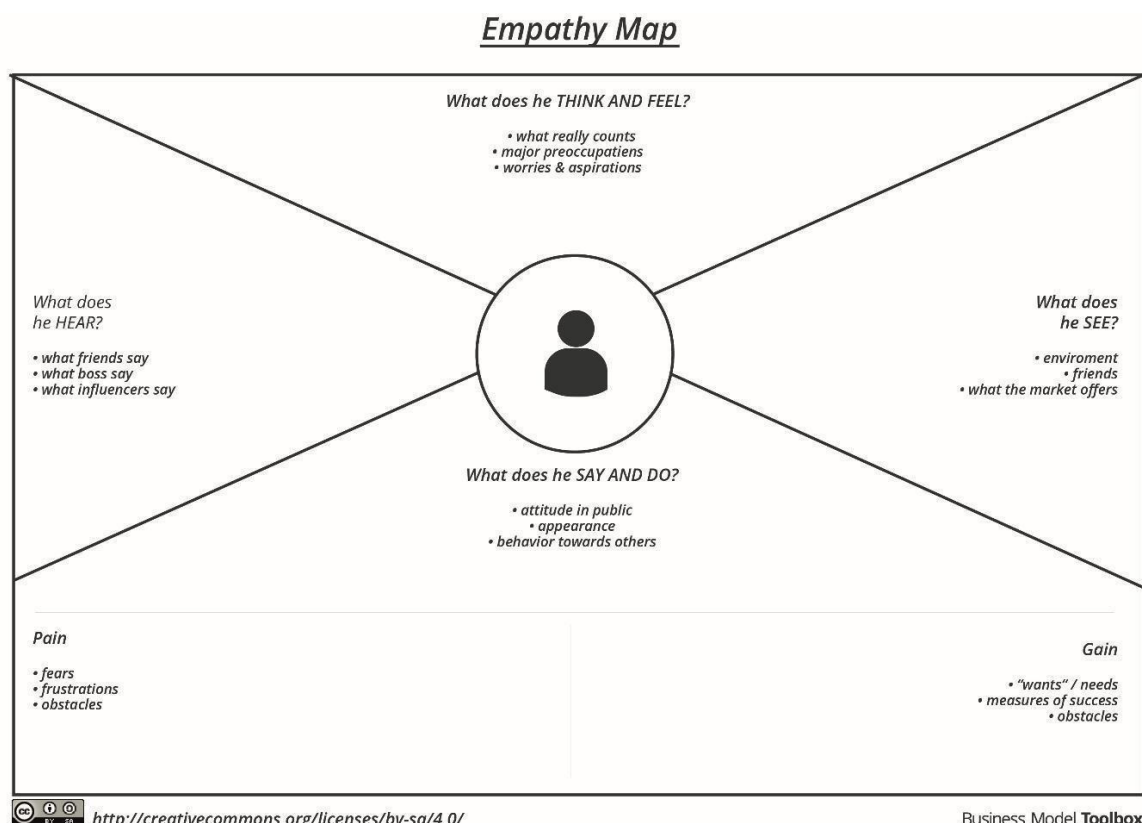 Empathy Map
What does he THINK AND FEEL?
• what really counts
• major preoccupatiens
• worries & aspirations
What does
he HEAR?
• what friends say
• what boss say
• what influencers say
What does
he SEE?
• enviroment
• friends
• what the market offers
What does he SAY AND DO?
• attitude in public
• appearance
• behavior towards others
Pain
• fears
• frustrations
• obstacles
Gain
• “wants“ / needs
• measures of success
• obstacles
cc BY SA
http://creativecommons.org/licenses/by-sa/4.0/
Business Model Toolbox